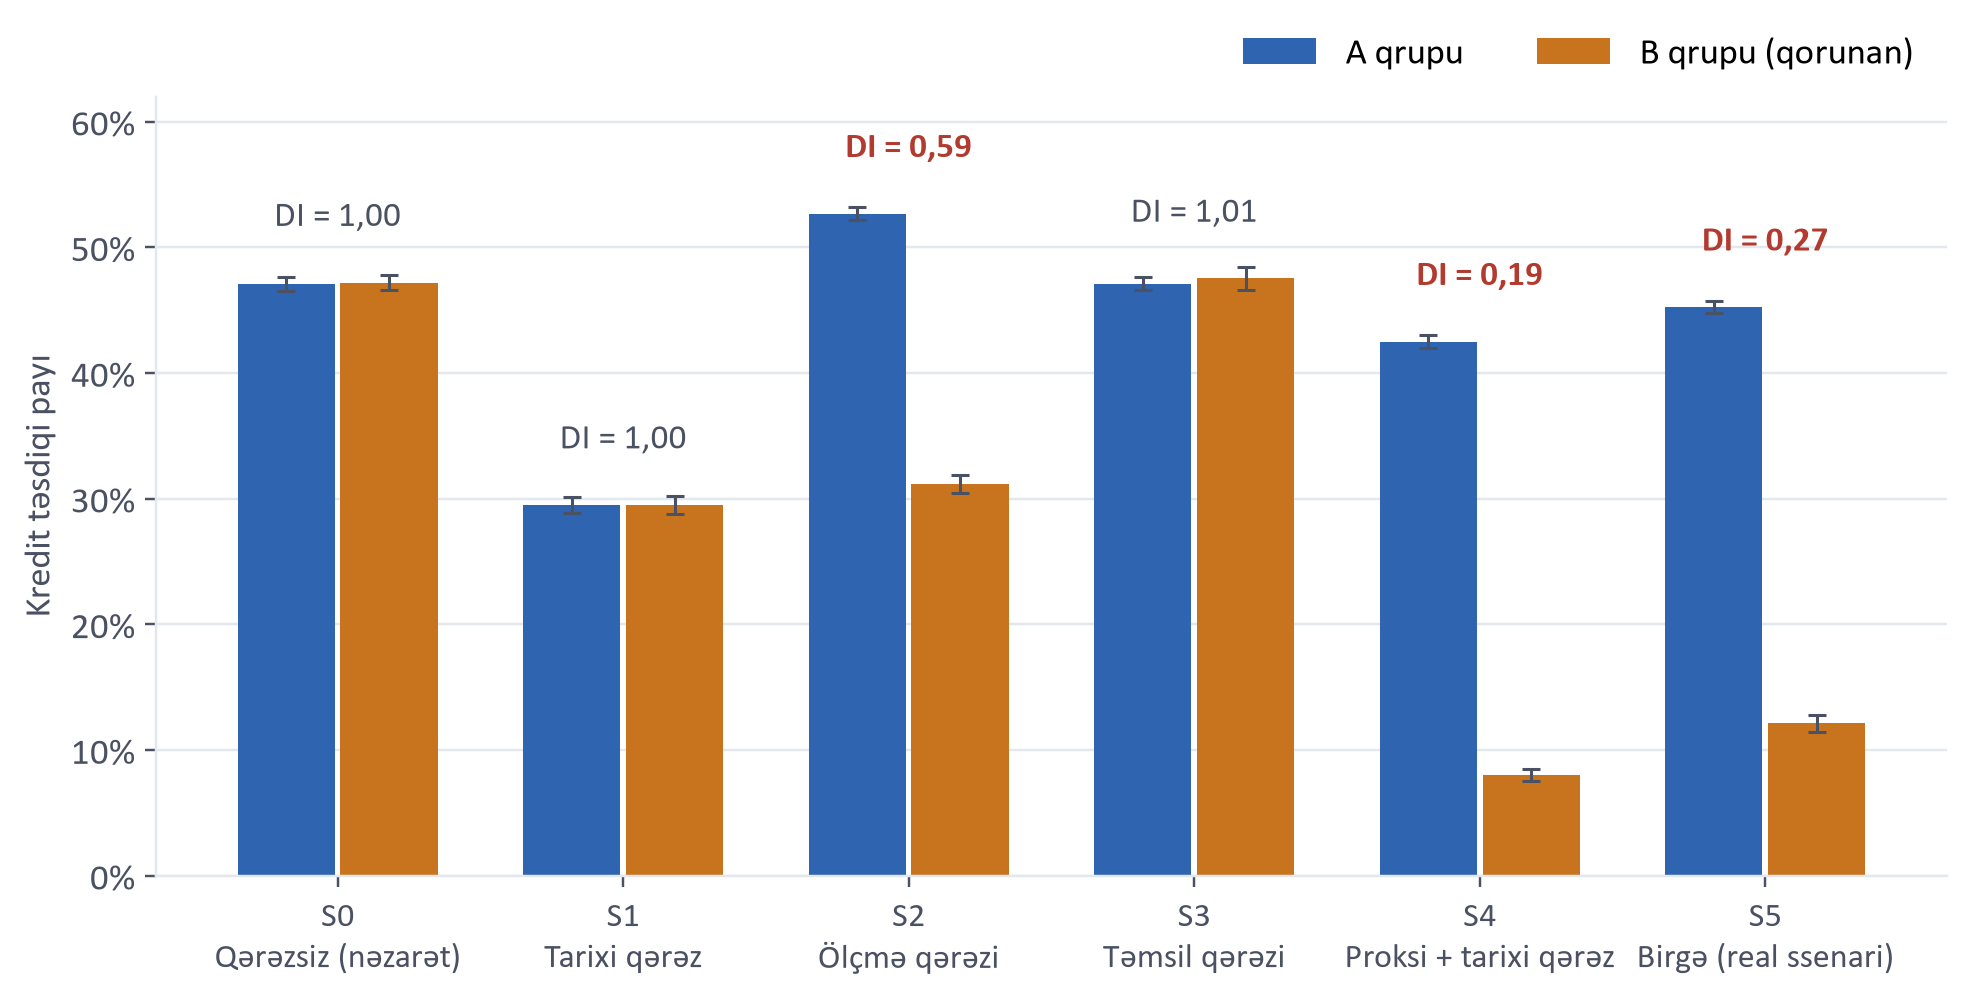 A qrupu
B qrupu (qorunan)
Kredit təsdiqi payı
60%
50%
40%
30%
20%
10%
0%
DI = 1,00
DI = 1,00
DI = 0,59
DI = 1,01
DI = 0,19
DI = 0,27
S0
Qərəzsiz (nəzarət)
S1
Tarixi qərəz
S2
Ölçmə qərəzi
S3
Təmsil qərəzi
S4
Proksi + tarixi qərəz
S5
Birgə (real ssenari)